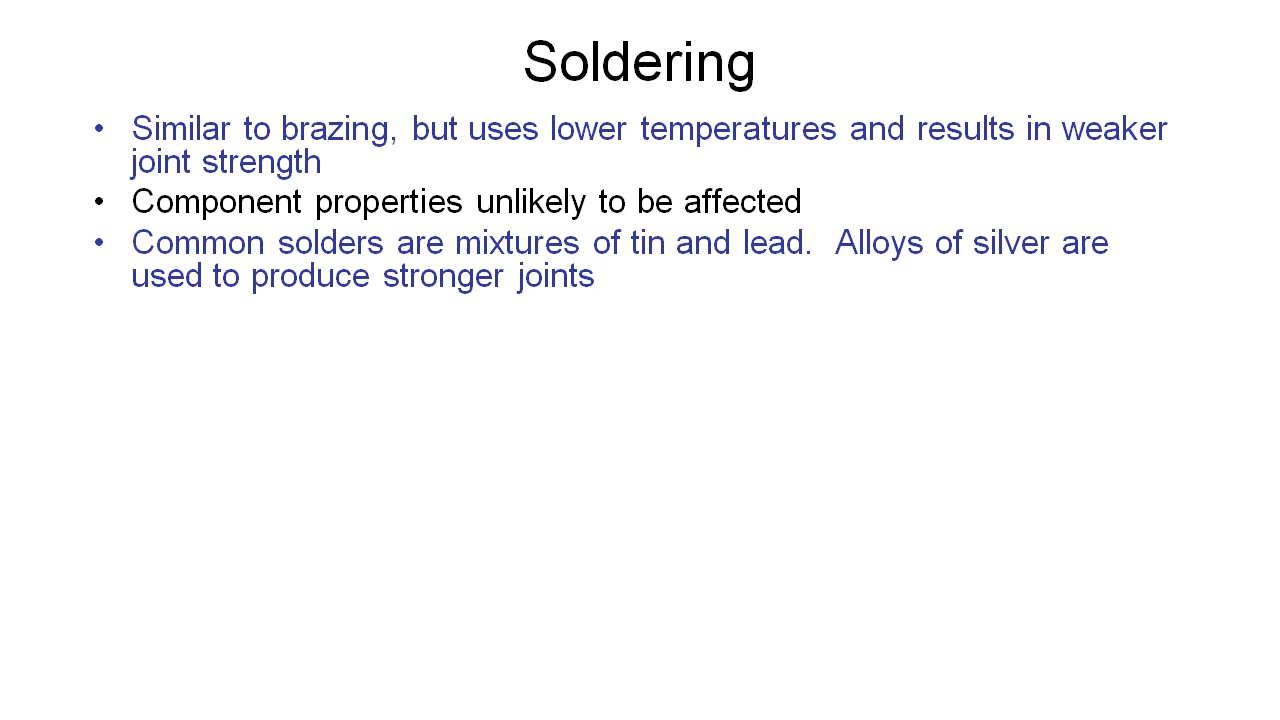 Soldering
• Similar to brazing, but uses lower temperatures and results in weaker
joint strength
• Component properties unlikely to be affected
• Common solders are mixtures of tin and lead.  Alloys of silver are
used to produce stronger joints